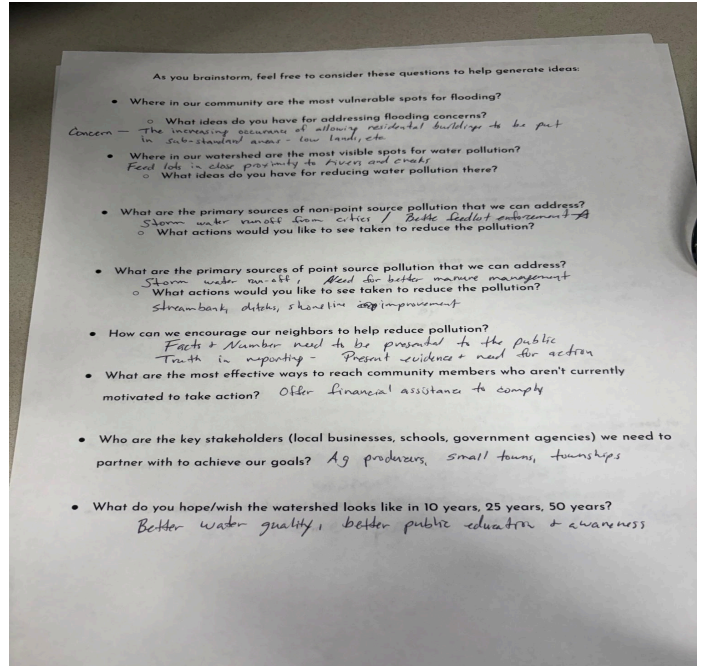 As you brainstorm, feel free to consider these questions to help generate ideas:
• Where in our community are the most vulnerable spots for flooding?
○ What ideas do you have for addressing flooding concerns?
Concern — The increasing occurance of allowing residental buildings to be put
in sub-standard areas - low lands, etc
• Where in our watershed are the most visible spots for water pollution?
Feed lots in close proximity to rivers and creeks
○ What ideas do you have for reducing water pollution there?
• What are the primary sources of non-point source pollution that we can address?
Storm water runoff from cities / Bette feedlot enforcement
○ What actions would you like to see taken to reduce the pollution?
• What are the primary sources of point source pollution that we can address?
Storm water run-off, Need for better manure management
○ What actions would you like to see taken to reduce the pollution?
streambank, ditchs, shoreline improvement
• How can we encourage our neighbors to help reduce pollution?
Facts + Number need to be presented to the public
Truth in reporting - Present evidence + need for action
• What are the most effective ways to reach community members who aren't currently
motivated to take action? Offer financial assistance to comply
• Who are the key stakeholders (local businesses, schools, government agencies) we need to
partner with to achieve our goals? Ag producers, small towns, townships
• What do you hope/wish the watershed looks like in 10 years, 25 years, 50 years?
Better water quality, better public education + awareness